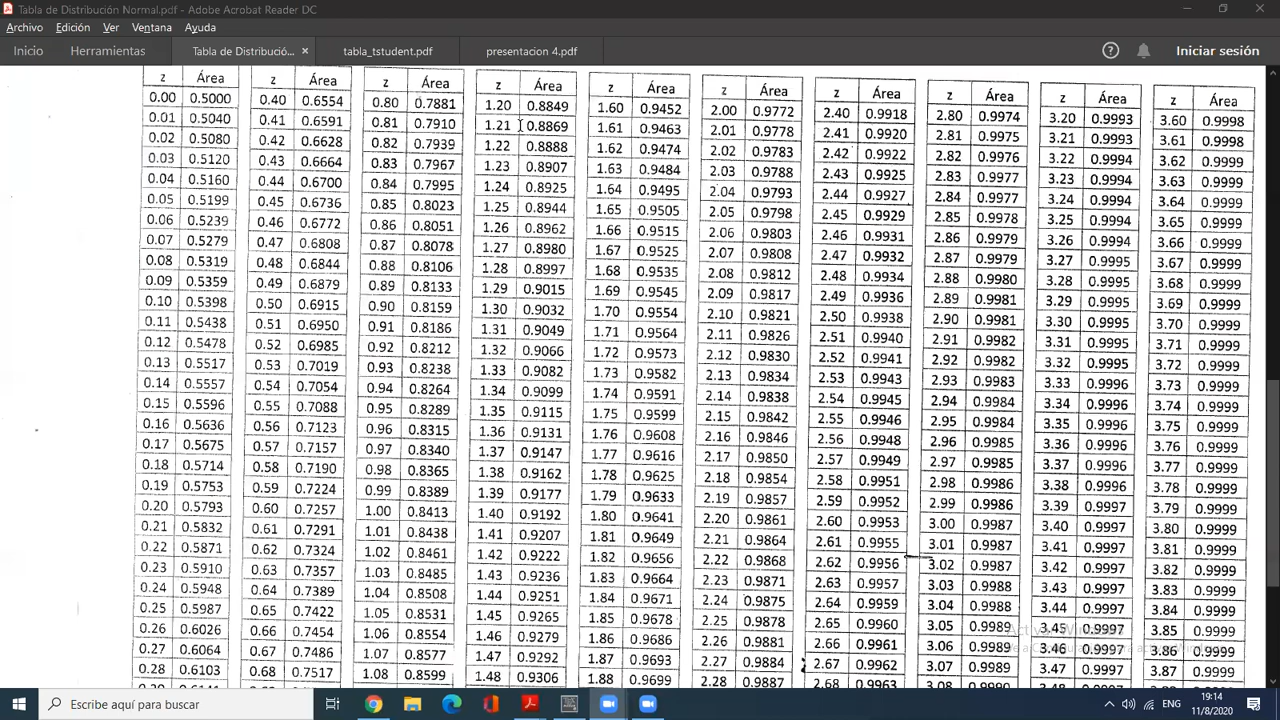 Tabla de Distribución Normal.pdf - Adobe Acrobat Reader DC
Archivo Edición Ver Ventana Ayuda
Inicio Herramientas Tabla de Distribució... × tabla_tstudent.pdf presentacion 4.pdf Iniciar sesión
z Área z Área z Área z Área z Área z Área z Área z Área z Área z Área
0.00 0.5000 0.40 0.6554 0.80 0.7881 1.20 0.8849 1.60 0.9452 2.00 0.9772 2.40 0.9918 2.80 0.9974 3.20 0.9993 3.60 0.9998
0.01 0.5040 0.41 0.6591 0.81 0.7910 1.21 0.8869 1.61 0.9463 2.01 0.9778 2.41 0.9920 2.81 0.9975 3.21 0.9993 3.61 0.9998
0.02 0.5080 0.42 0.6628 0.82 0.7939 1.22 0.8888 1.62 0.9474 2.02 0.9783 2.42 0.9922 2.82 0.9976 3.22 0.9994 3.62 0.9999
0.03 0.5120 0.43 0.6664 0.83 0.7967 1.23 0.8907 1.63 0.9484 2.03 0.9788 2.43 0.9925 2.83 0.9977 3.23 0.9994 3.63 0.9999
0.04 0.5160 0.44 0.6700 0.84 0.7995 1.24 0.8925 1.64 0.9495 2.04 0.9793 2.44 0.9927 2.84 0.9977 3.24 0.9994 3.64 0.9999
0.05 0.5199 0.45 0.6736 0.85 0.8023 1.25 0.8944 1.65 0.9505 2.05 0.9798 2.45 0.9929 2.85 0.9978 3.25 0.9994 3.65 0.9999
0.06 0.5239 0.46 0.6772 0.86 0.8051 1.26 0.8962 1.66 0.9515 2.06 0.9803 2.46 0.9931 2.86 0.9979 3.26 0.9994 3.66 0.9999
0.07 0.5279 0.47 0.6808 0.87 0.8078 1.27 0.8980 1.67 0.9525 2.07 0.9808 2.47 0.9932 2.87 0.9979 3.27 0.9995 3.67 0.9999
0.08 0.5319 0.48 0.6844 0.88 0.8106 1.28 0.8997 1.68 0.9535 2.08 0.9812 2.48 0.9934 2.88 0.9980 3.28 0.9995 3.68 0.9999
0.09 0.5359 0.49 0.6879 0.89 0.8133 1.29 0.9015 1.69 0.9545 2.09 0.9817 2.49 0.9936 2.89 0.9981 3.29 0.9995 3.69 0.9999
0.10 0.5398 0.50 0.6915 0.90 0.8159 1.30 0.9032 1.70 0.9554 2.10 0.9821 2.50 0.9938 2.90 0.9981 3.30 0.9995 3.70 0.9999
0.11 0.5438 0.51 0.6950 0.91 0.8186 1.31 0.9049 1.71 0.9564 2.11 0.9826 2.51 0.9940 2.91 0.9982 3.31 0.9995 3.71 0.9999
0.12 0.5478 0.52 0.6985 0.92 0.8212 1.32 0.9066 1.72 0.9573 2.12 0.9830 2.52 0.9941 2.92 0.9982 3.32 0.9995 3.72 0.9999
0.13 0.5517 0.53 0.7019 0.93 0.8238 1.33 0.9082 1.73 0.9582 2.13 0.9834 2.53 0.9943 2.93 0.9983 3.33 0.9996 3.73 0.9999
0.14 0.5557 0.54 0.7054 0.94 0.8264 1.34 0.9099 1.74 0.9591 2.14 0.9838 2.54 0.9945 2.94 0.9984 3.34 0.9996 3.74 0.9999
0.15 0.5596 0.55 0.7088 0.95 0.8289 1.35 0.9115 1.75 0.9599 2.15 0.9842 2.55 0.9946 2.95 0.9984 3.35 0.9996 3.75 0.9999
0.16 0.5636 0.56 0.7123 0.96 0.8315 1.36 0.9131 1.76 0.9608 2.16 0.9846 2.56 0.9948 2.96 0.9985 3.36 0.9996 3.76 0.9999
0.17 0.5675 0.57 0.7157 0.97 0.8340 1.37 0.9147 1.77 0.9616 2.17 0.9850 2.57 0.9949 2.97 0.9985 3.37 0.9996 3.77 0.9999
0.18 0.5714 0.58 0.7190 0.98 0.8365 1.38 0.9162 1.78 0.9625 2.18 0.9854 2.58 0.9951 2.98 0.9986 3.38 0.9996 3.78 0.9999
0.19 0.5753 0.59 0.7224 0.99 0.8389 1.39 0.9177 1.79 0.9633 2.19 0.9857 2.59 0.9952 2.99 0.9986 3.39 0.9997 3.79 0.9999
0.20 0.5793 0.60 0.7257 1.00 0.8413 1.40 0.9192 1.80 0.9641 2.20 0.9861 2.60 0.9953 3.00 0.9987 3.40 0.9997 3.80 0.9999
0.21 0.5832 0.61 0.7291 1.01 0.8438 1.41 0.9207 1.81 0.9649 2.21 0.9864 2.61 0.9955 3.01 0.9987 3.41 0.9997 3.81 0.9999
0.22 0.5871 0.62 0.7324 1.02 0.8461 1.42 0.9222 1.82 0.9656 2.22 0.9868 2.62 0.9956 3.02 0.9987 3.42 0.9997 3.82 0.9999
0.23 0.5910 0.63 0.7357 1.03 0.8485 1.43 0.9236 1.83 0.9664 2.23 0.9871 2.63 0.9957 3.03 0.9988 3.43 0.9997 3.83 0.9999
0.24 0.5948 0.64 0.7389 1.04 0.8508 1.44 0.9251 1.84 0.9671 2.24 0.9875 2.64 0.9959 3.04 0.9988 3.44 0.9997 3.84 0.9999
0.25 0.5987 0.65 0.7422 1.05 0.8531 1.45 0.9265 1.85 0.9678 2.25 0.9878 2.65 0.9960 3.05 0.9989 3.45 0.9997 3.85 0.9999
0.26 0.6026 0.66 0.7454 1.06 0.8554 1.46 0.9279 1.86 0.9686 2.26 0.9881 2.66 0.9961 3.06 0.9989 3.46 0.9997 3.86 0.9999
0.27 0.6064 0.67 0.7486 1.07 0.8577 1.47 0.9292 1.87 0.9693 2.27 0.9884 2.67 0.9962 3.07 0.9989 3.47 0.9997 3.87 0.9999
0.28 0.6103 0.68 0.7517 1.08 0.8599 1.48 0.9306 1.88 0.9699 2.28 0.9887 2.68 0.9963 3.08 0.9990
Escribe aquí para buscar
ENG 19:14
11/8/2020